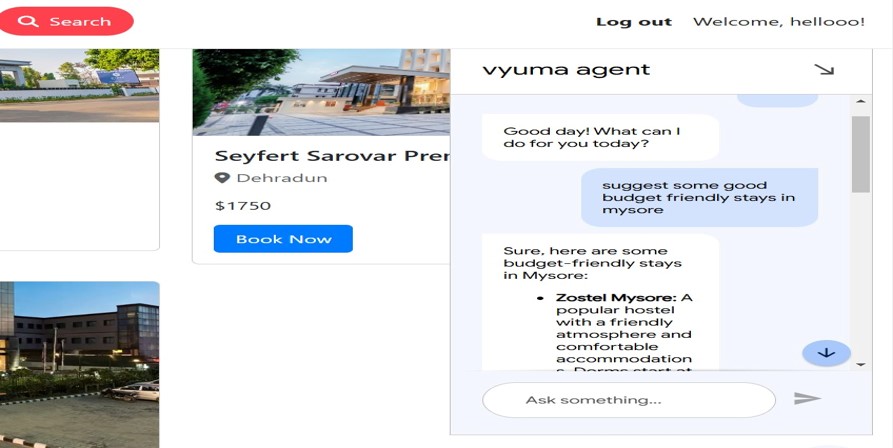 Search
Log out
Welcome, hellooo!
Seyfert Sarovar Prer
Dehradun
$1750
Book Now
vyuma agent
Good day! What can I
do for you today?
suggest some good
budget friendly stays in
mysore
Sure, here are some
budget-friendly stays
in Mysore:
• Zostel Mysore: A
popular hostel
with a friendly
atmosphere and
comfortable
accommodation
s. Dorms start at
Ask something...